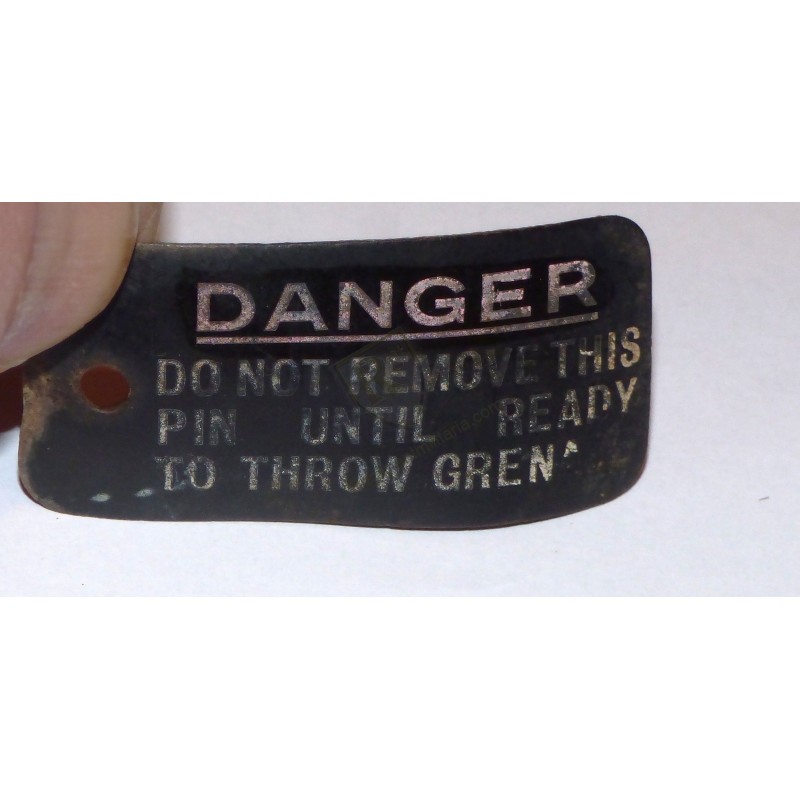 DANGER
DO NOT REMOVE THIS
PIN UNTIL READY
TO THROW GREN